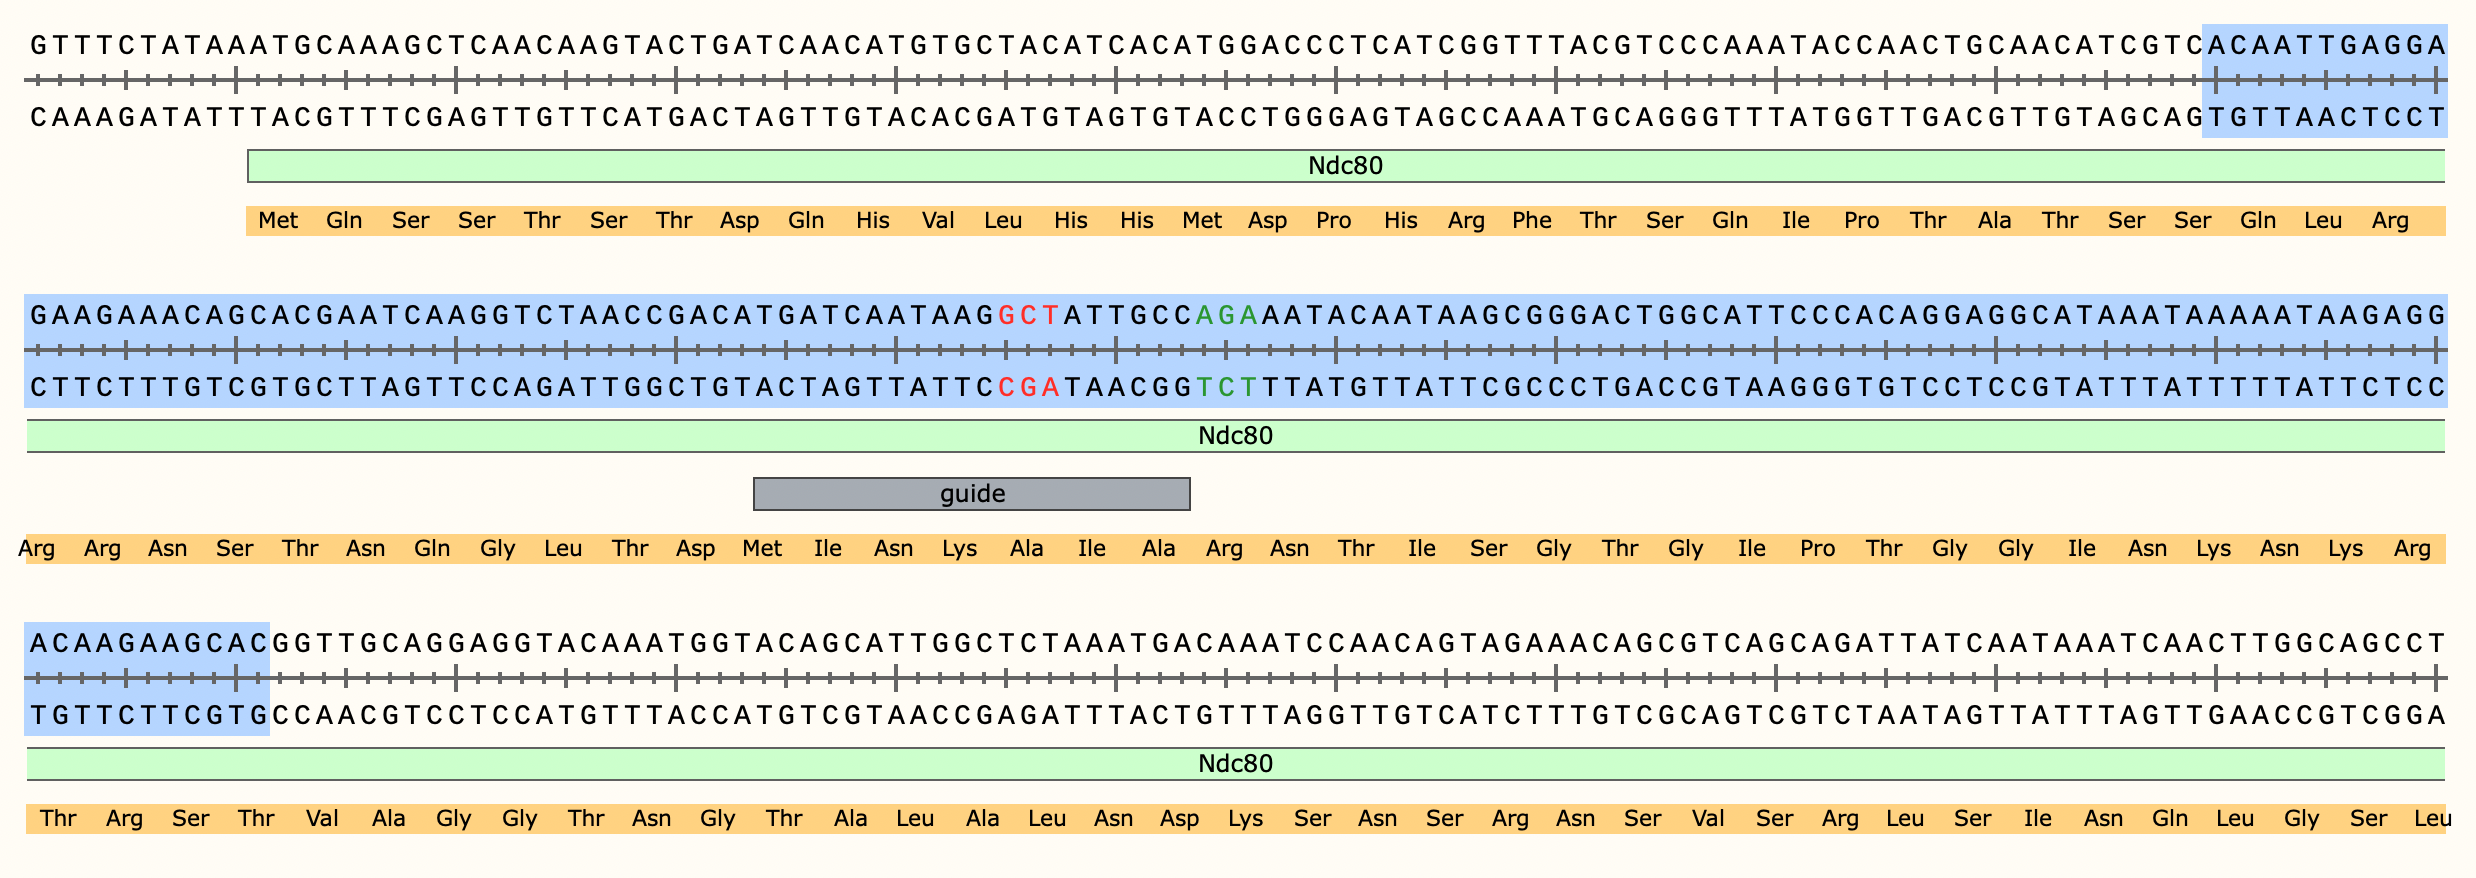 GTTTCTATAAATGCAAAGCTCAACAAGTACTGATCAACATGTGCTACATCACATGGACCCTCATCGGTTTACGTCCCAAATACCAACTGCAACATCGTCACAATTGAGGA
CAAAGATATTTACGTTTCGAGTTGTTCATGACTAGTTGTACACGATGTAGTGTACCTGGGAGTAGCCAAATGCAGGGTTTATGGTTGACGTTGTAGCAGTGTTAACTCCT
Ndc80
Met Gln Ser Ser Thr Ser Thr Asp Gln His Val Leu His His Met Asp Pro His Arg Phe Thr Ser Gln Ile Pro Thr Ala Thr Ser Ser Gln Leu Arg
GAAGAAACAGCACGAATCAAGGTCTAACCGACATGATCAATAAGGCTATTGCCAGAAATACAATAAGCGGGACTGGCATTCCCACAGGAGGCATAAATAAAAATAAGAGG
CTTCTTTGTCGTGCTTAGTTCCAGATTGGCTGTACTAGTTATTCCGATAACGGTCTTTATGTTATTCGCCCTGACCGTAAGGGTGTCCTCCGTATTTATTTTTATTCTCC
Ndc80
guide
Arg Arg Asn Ser Thr Asn Gln Gly Leu Thr Asp Met Ile Asn Lys Ala Ile Ala Arg Asn Thr Ile Ser Gly Thr Gly Ile Pro Thr Gly Gly Ile Asn Lys Asn Lys Arg
ACAAGAAGCACGGTTGCAGGAGGTACAAATGGTACAGCATTGGCTCTAAATGACAAATCCAACAGTAGAAACAGCGTCAGCAGATTATCAATAAATCAACTTGGCAGCCT
TGTTCTTCGTGCCAACGTCCTCCATGTTTACCATGTCGTAACCGAGATTTACTGTTTAGGTTGTCATCTTTGTCGCAGTCGTCTAATAGTTATTTAGTTGAACCGTCGGA
Ndc80
Thr Arg Ser Thr Val Ala Gly Gly Thr Asn Gly Thr Ala Leu Ala Leu Asn Asp Lys Ser Asn Ser Arg Asn Ser Val Ser Arg Leu Ser Ile Asn Gln Leu Gly Ser Leu